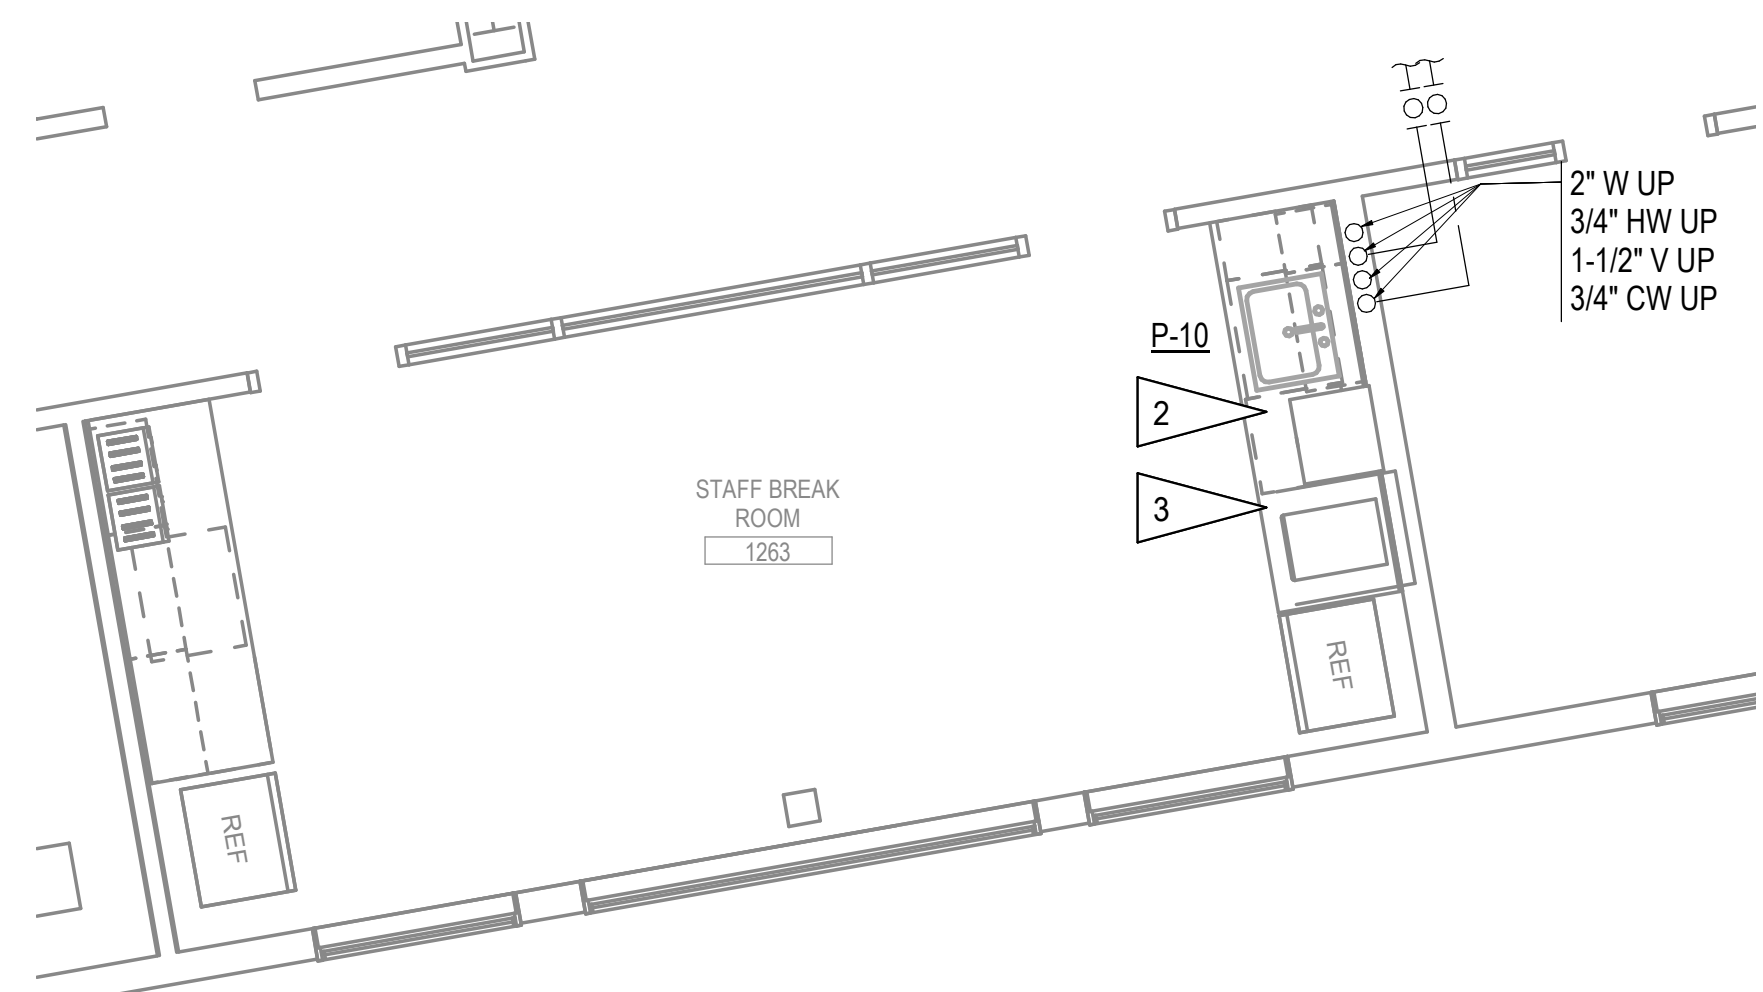 2" W UP
3/4" HW UP
1-1/2" V UP
3/4" CW UP
P-10
2
3
STAFF BREAK
ROOM
1263
REF
REF